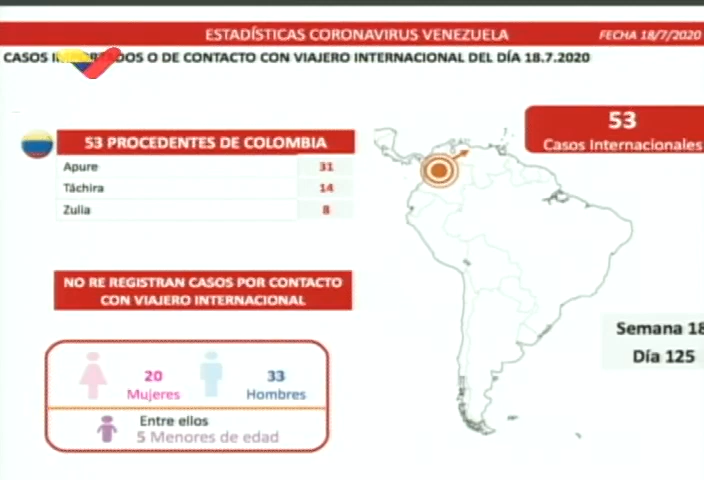 ESTADÍSTICAS CORONAVIRUS VENEZUELA
FECHA 18/7/2020
CASOS DOS O DE CONTACTO CON VIAJERO INTERNACIONAL DEL DÍA 18.7.2020
53
Casos Internacionales
53 PROCEDENTES DE COLOMBIA
Apure 31
Táchira 14
Zulia 8
NO RE REGISTRAN CASOS POR CONTACTO
CON VIAJERO INTERNACIONAL
Semana 18
Día 125
20
Mujeres
33
Hombres
Entre ellos
5 Menores de edad